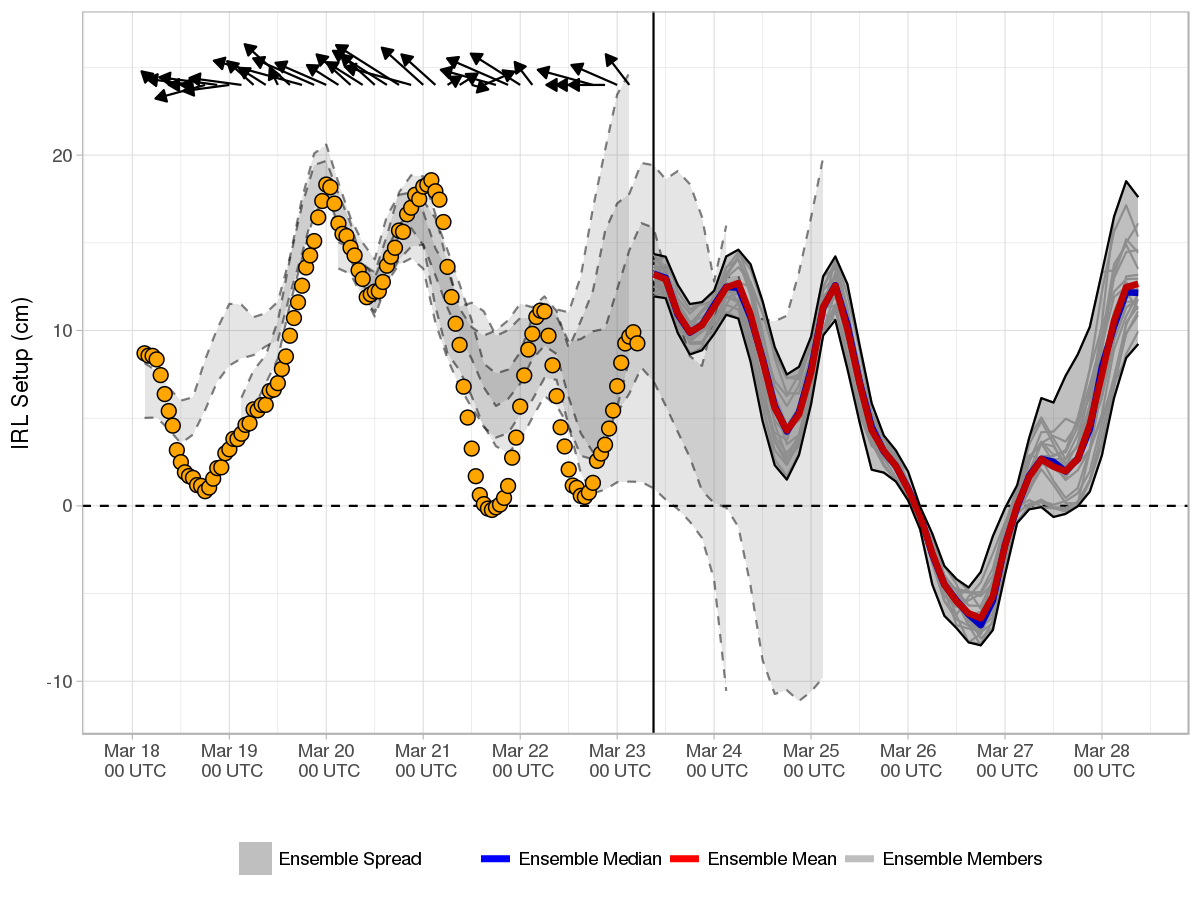 IRL Setup (cm)
20
10
0
-10
Mar 18 Mar 19 Mar 20 Mar 21 Mar 22 Mar 23 Mar 24 Mar 25 Mar 26 Mar 27 Mar 28
00 UTC 00 UTC 00 UTC 00 UTC 00 UTC 00 UTC 00 UTC 00 UTC 00 UTC 00 UTC 00 UTC
Ensemble Spread Ensemble Median Ensemble Mean Ensemble Members